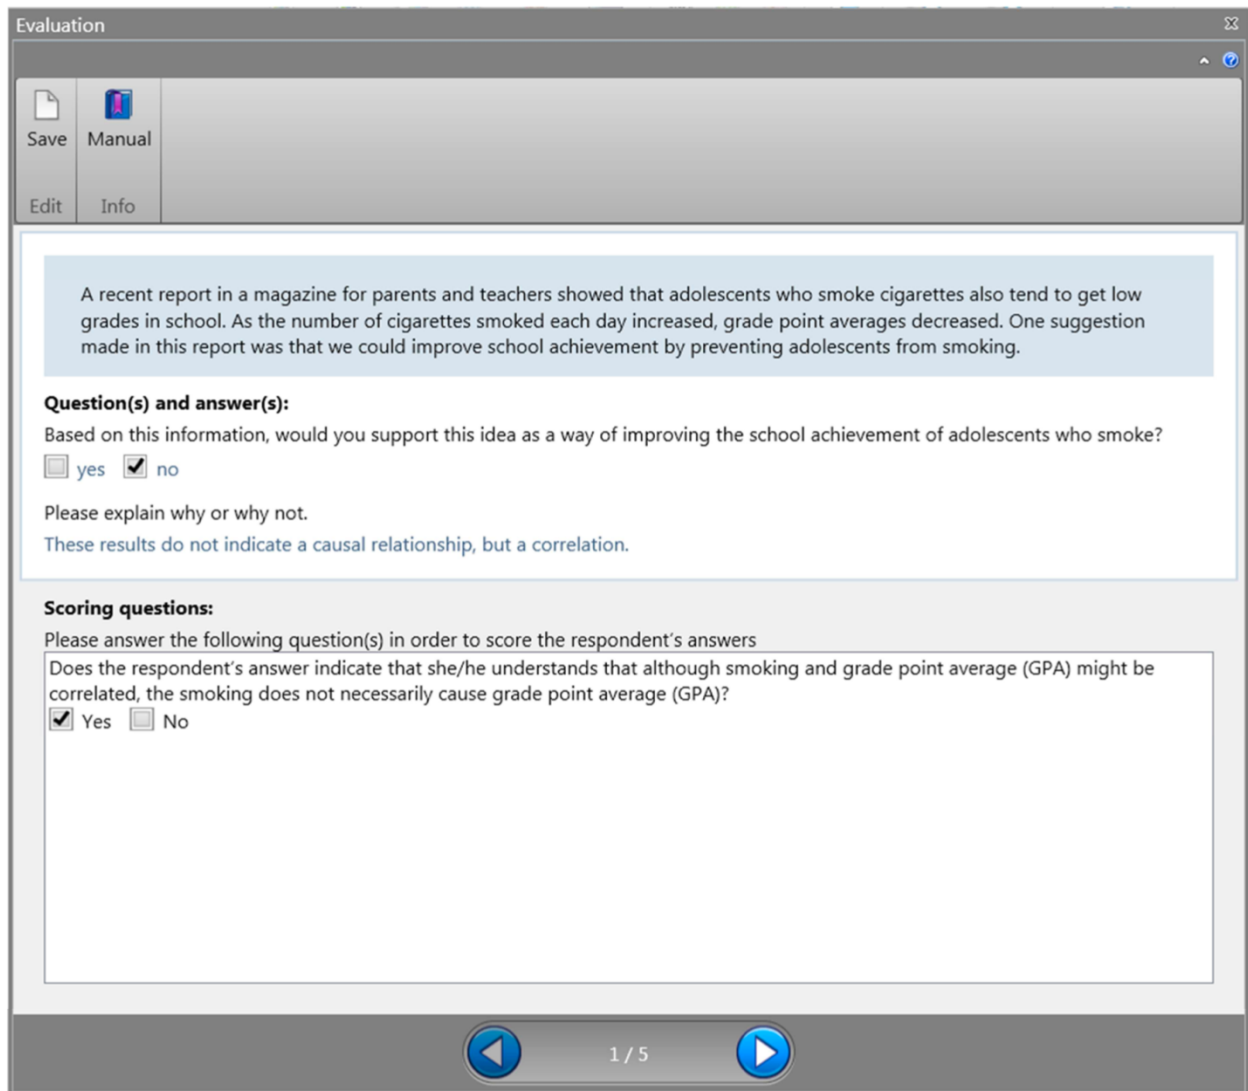 Evaluation
Save
Manual
Edit
Info
A recent report in a magazine for parents and teachers showed that adolescents who smoke cigarettes also tend to get low
grades in school. As the number of cigarettes smoked each day increased, grade point averages decreased. One suggestion
made in this report was that we could improve school achievement by preventing adolescents from smoking.
Question(s) and answer(s):
Based on this information, would you support this idea as a way of improving the school achievement of adolescents who smoke?
yes no
Please explain why or why not.
These results do not indicate a causal relationship, but a correlation.
Scoring questions:
Please answer the following question(s) in order to score the respondent's answers
Does the respondent's answer indicate that she/he understands that although smoking and grade point average (GPA) might be
correlated, the smoking does not necessarily cause grade point average (GPA)?
Yes No
1 / 5